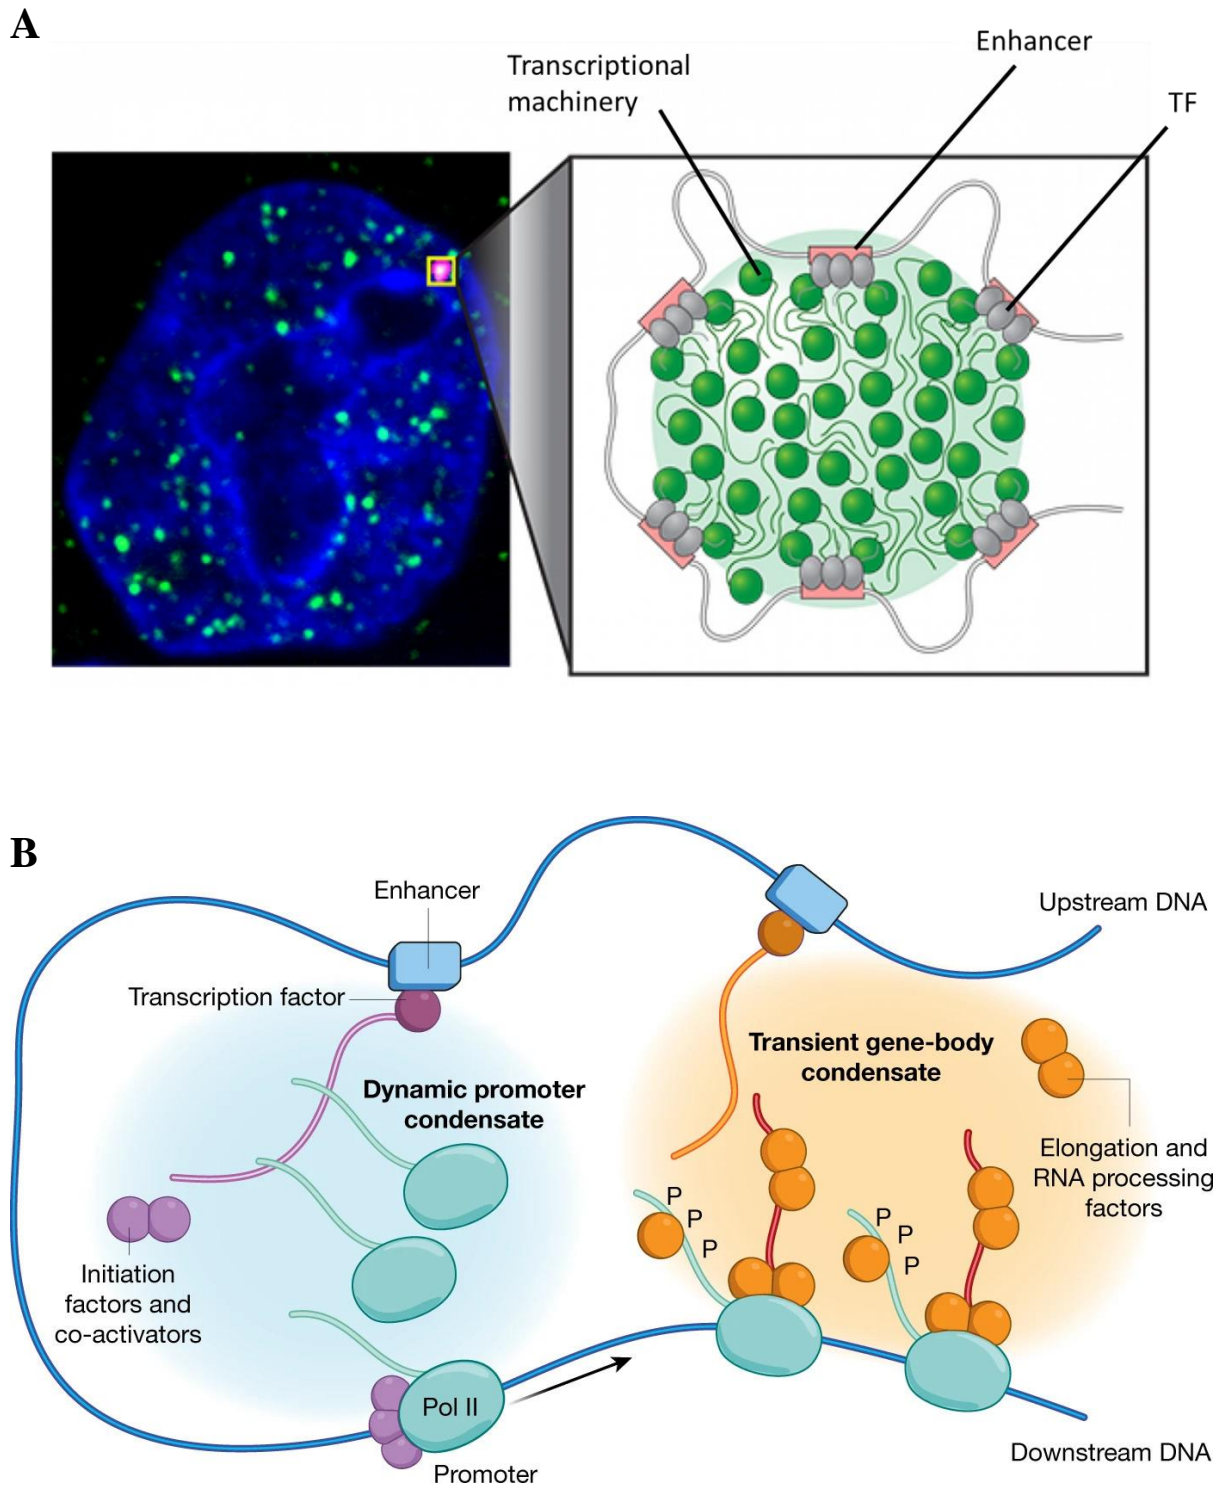 A
Enhancer
Transcriptional
machinery
TF
B
Enhancer
Upstream DNA
Transcription factor
Transient gene-body
condensate
Dynamic promoter
condensate
Elongation and
RNA processing
factors
P
P
P
P
P
P
Initiation
factors and
co-activators
Pol II
Promoter
Downstream DNA